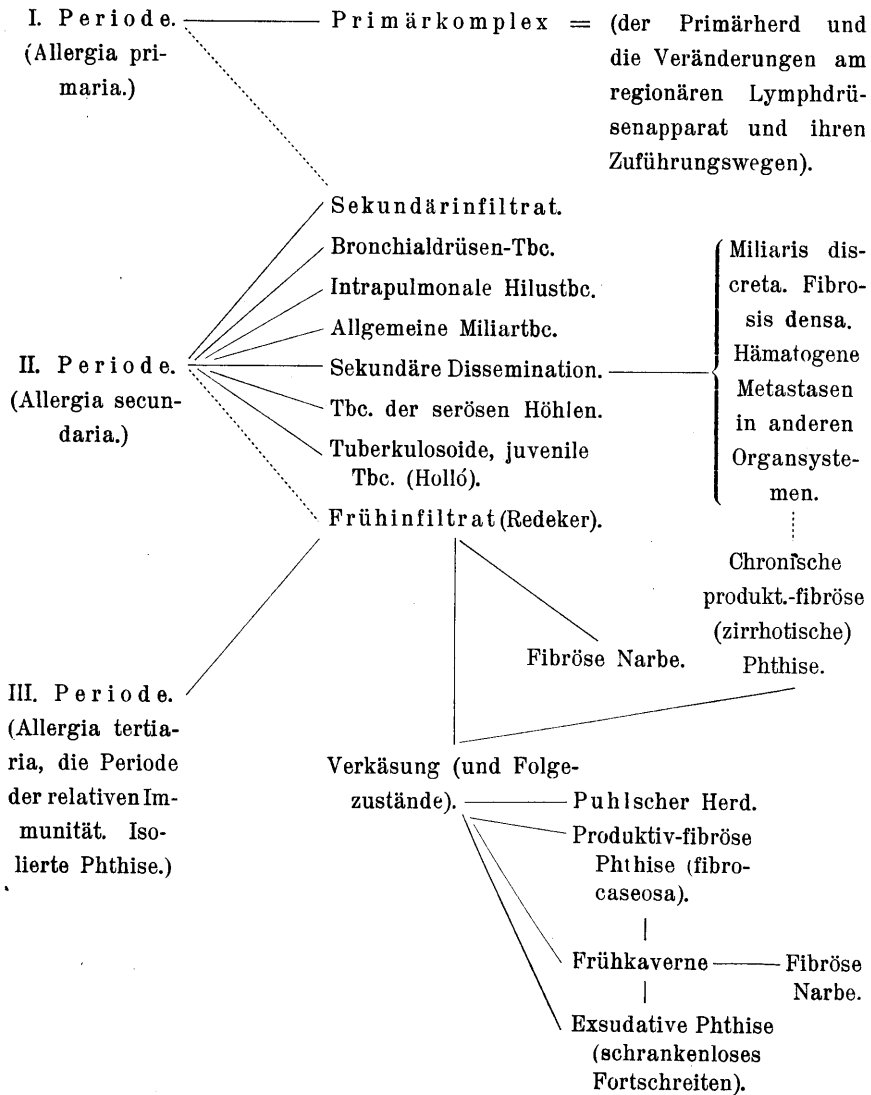 I. Periode.
(Allergia pri-
maria.)
Primärkomplex =
(der Primärherd und
die Veränderungen am
regionären Lymphdrü-
senapparat und ihren
Zuführungswegen).
II. Periode.
(Allergia secun-
daria.)
Sekundärinfiltrat.
Bronchialdrüsen-Tbc.
Intrapulmonale Hilustbc.
Allgemeine Miliartbc.
Sekundäre Dissemination.
Tbc. der serösen Höhlen.
Tuberkulosoide, juvenile
Tbc. (Holló).
Frühinfiltrat (Redeker).
Miliaris dis-
creta. Fibro-
sis densa.
Hämatogene
Metastasen
in anderen
Organsyste-
men.
Chronische
produkt.-fibröse
(zirrhotische)
Phthise.
Fibröse Narbe.
III. Periode.
(Allergia tertia-
ria, die Periode
der relativen Im-
munität. Iso-
lierte Phthise.)
Verkäsung (und Folge-
zustände).
Puhlscher Herd.
Produktiv-fibröse
Phthise (fibro-
caseosa).
Frühkaverne
Fibröse
Narbe.
Exsudative Phthise
(schrankenloses
Fortschreiten).